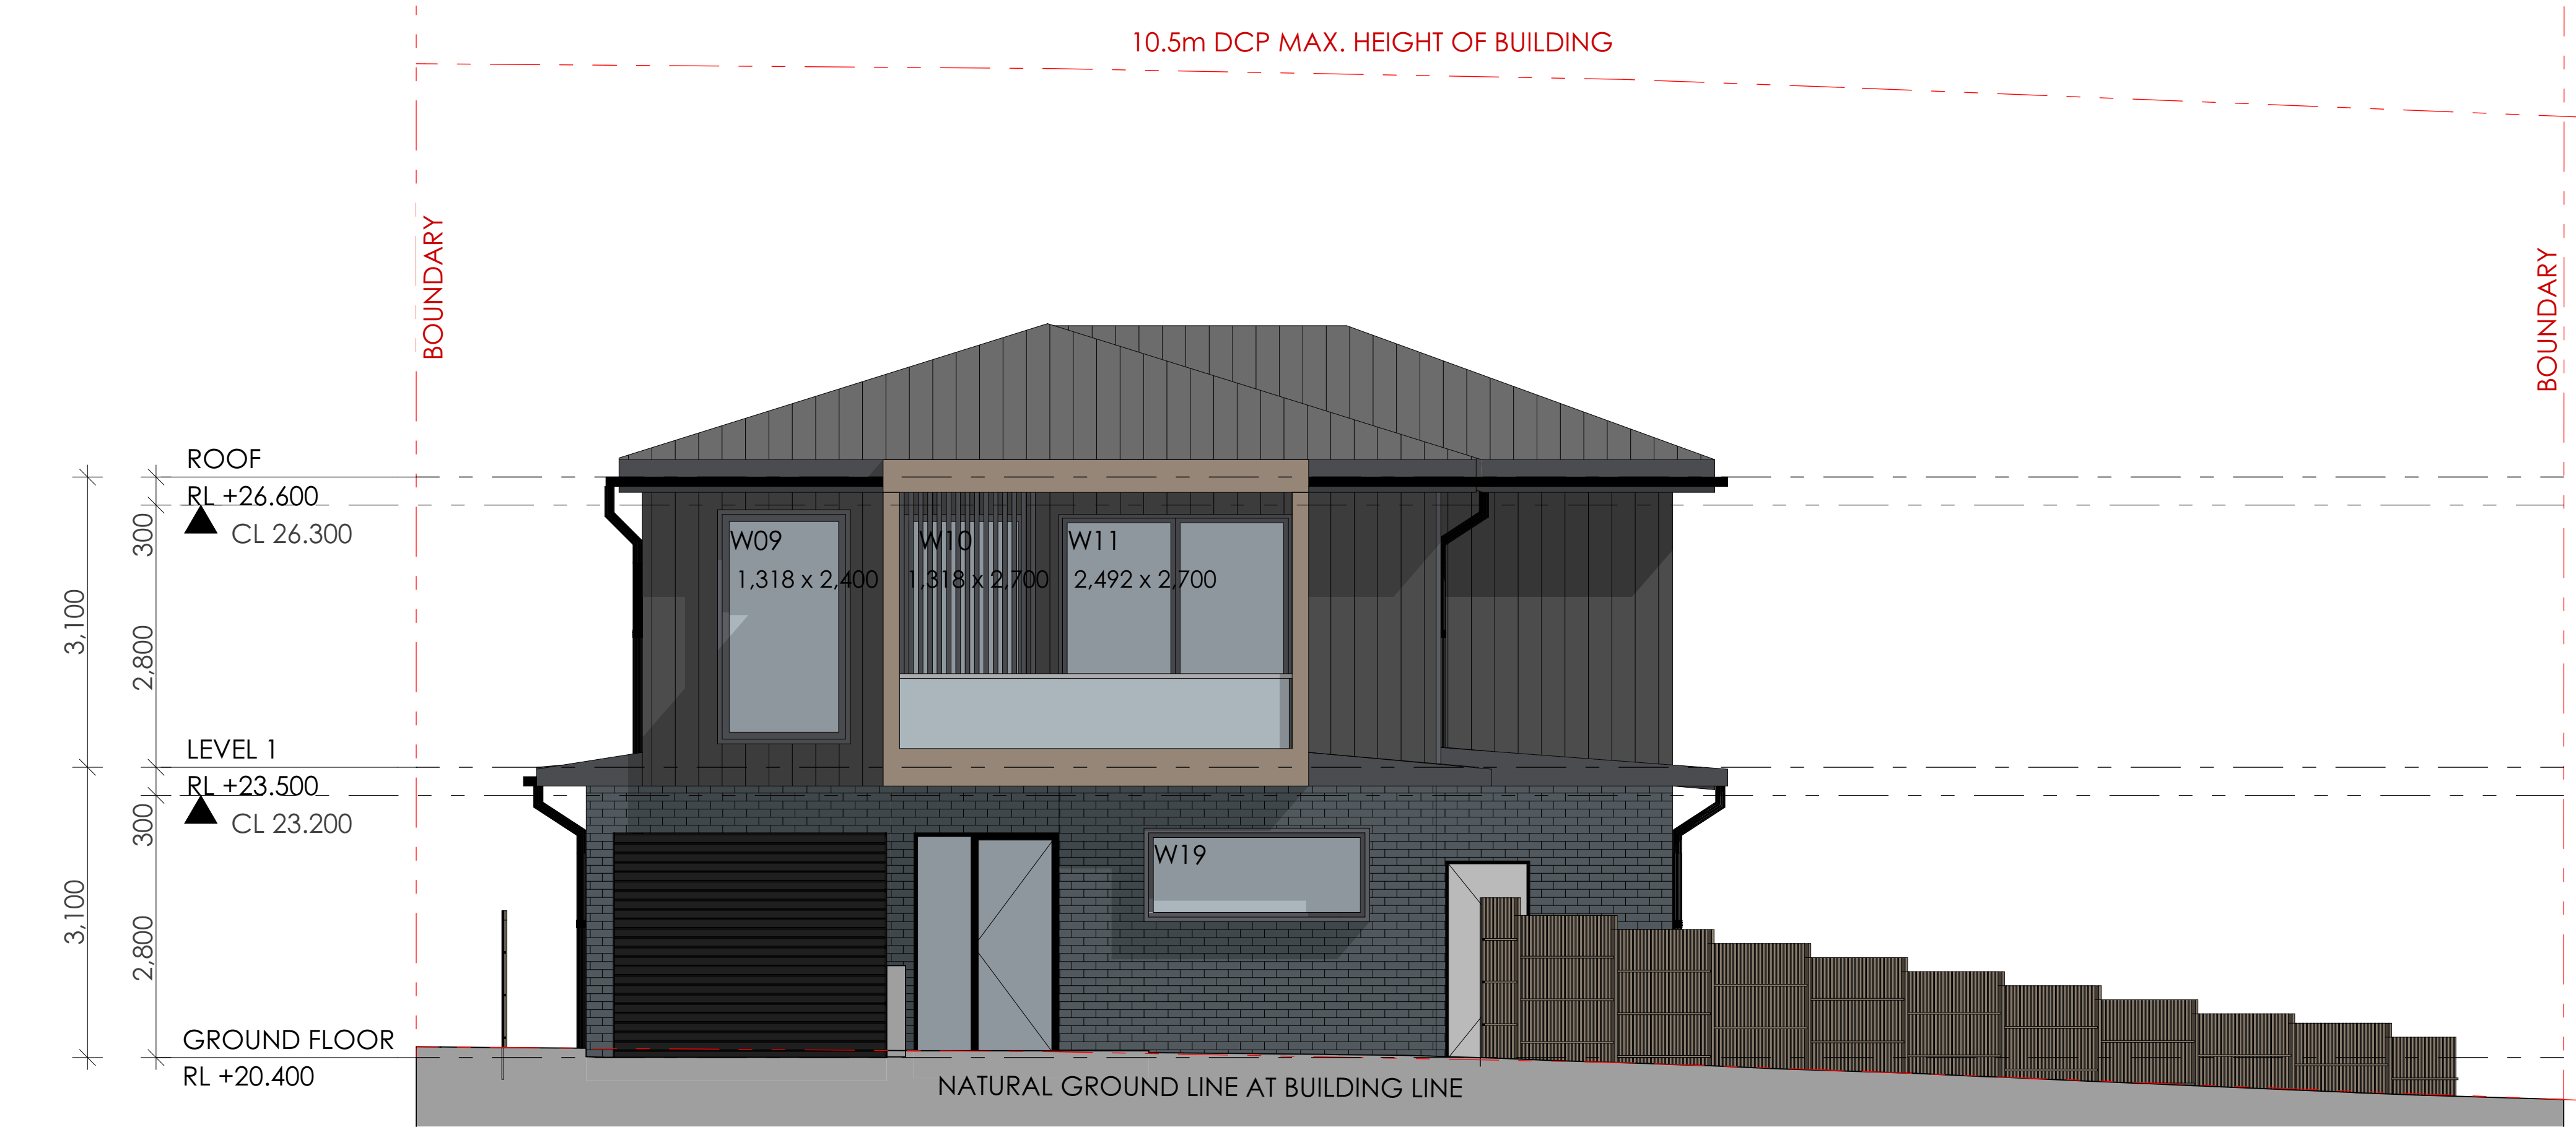 10.5m DCP MAX. HEIGHT OF BUILDING
BOUNDARY
BOUNDARY
ROOF
RL +26.600
CL 26.300
300
3,100
2,800
W09
1,318 x 2,400
W10
1,318 x 2,700
W11
2,492 x 2,700
LEVEL 1
RL +23.500
CL 23.200
300
3,100
2,800
W19
GROUND FLOOR
RL +20.400
NATURAL GROUND LINE AT BUILDING LINE